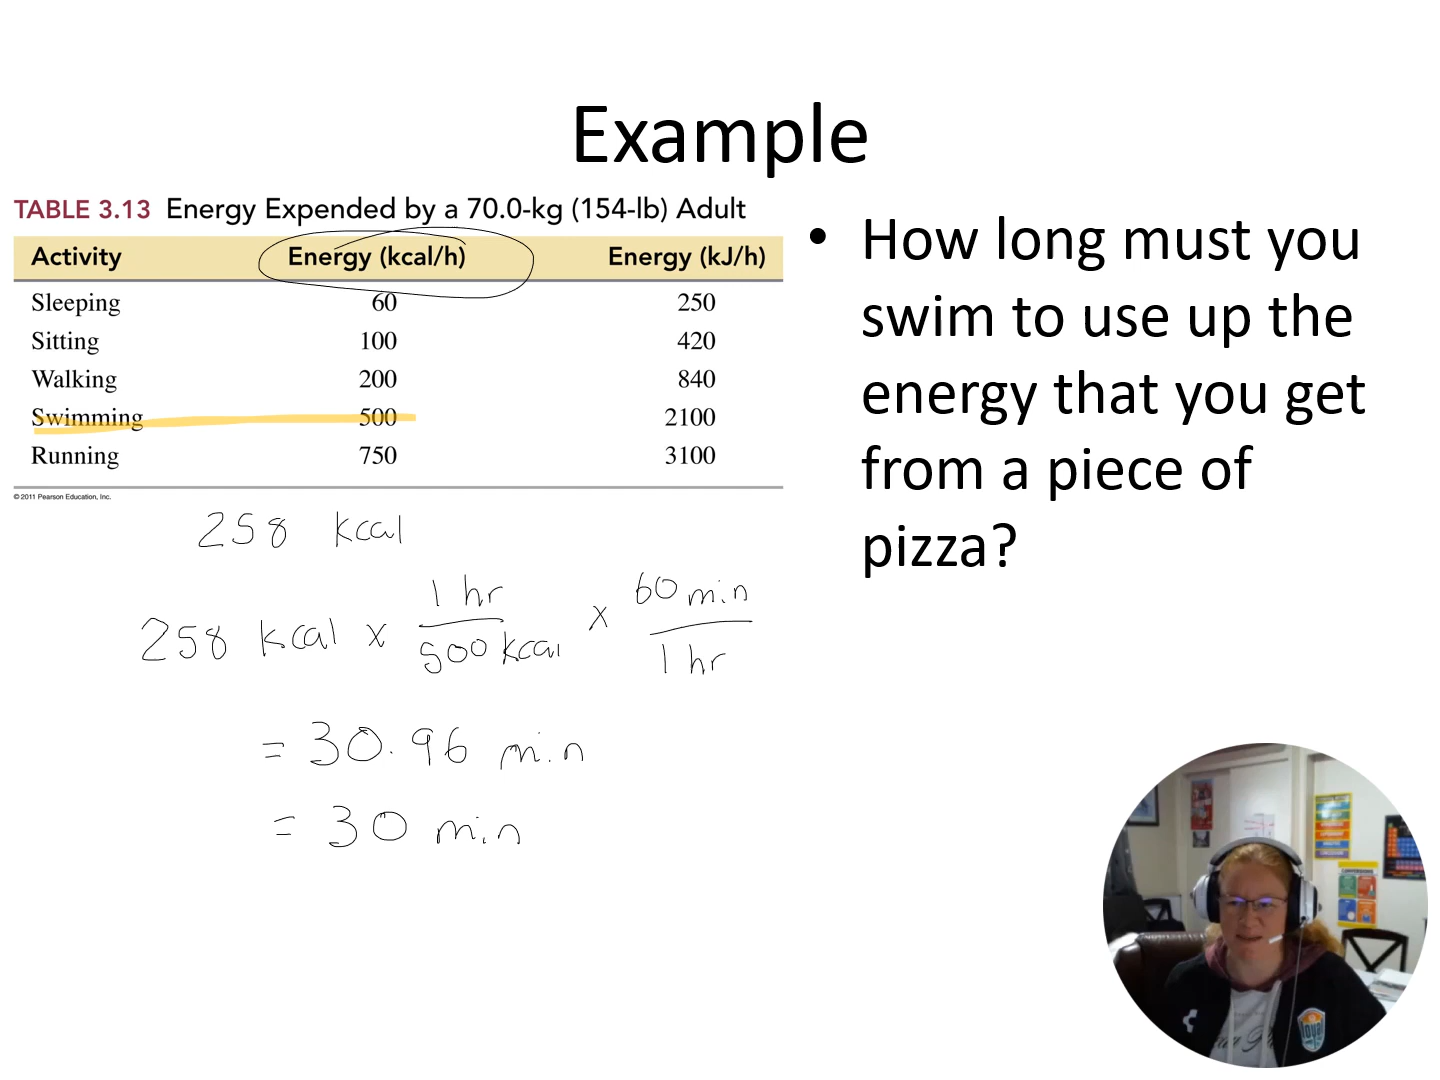 Example
TABLE 3.13 Energy Expended by a 70.0-kg (154-lb) Adult
Activity Energy (kcal/h) Energy (kJ/h)
Sleeping 60 250
Sitting 100 420
Walking 200 840
Swimming 500 2100
Running 750 3100
© 2011 Pearson Education, Inc.
258 kcal
258 kcal x 1 hr / 500 kcal x 60 min / 1 hr
= 30.96 min
= 30 min
• How long must you
swim to use up the
energy that you get
from a piece of
pizza?
loyal